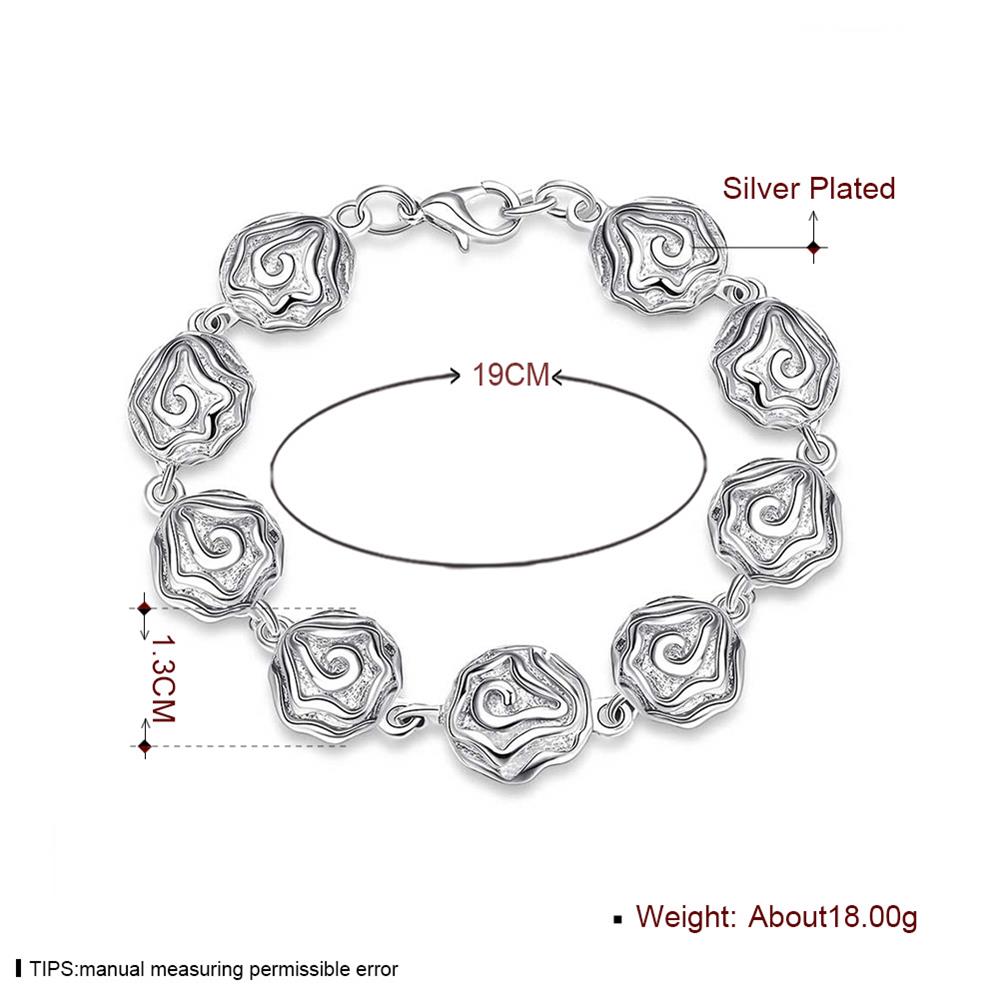 Silver Plated
19CM
1.3CM
▪ Weight: About18.00g
TIPS:manual measuring permissible error